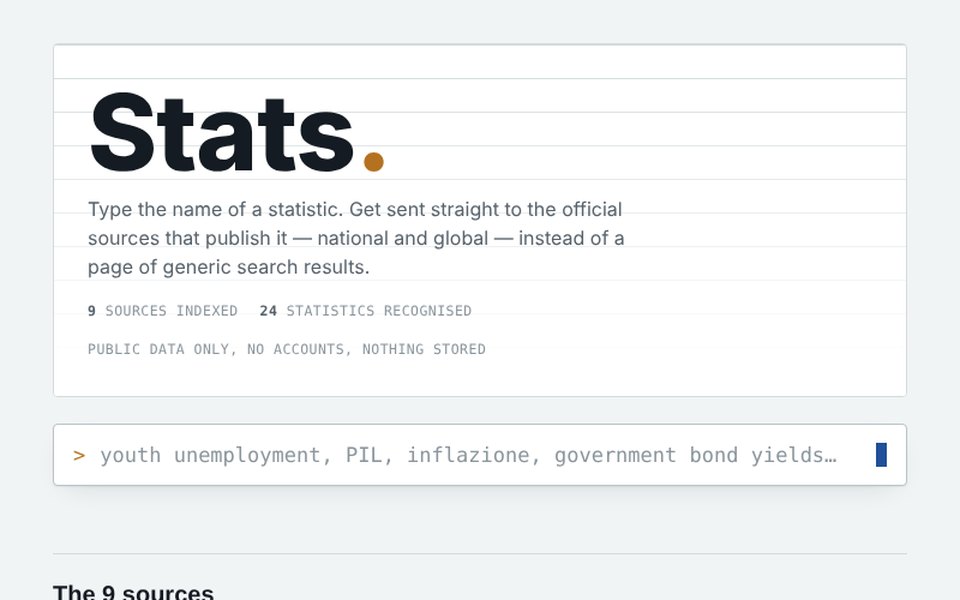 Stats.
Type the name of a statistic. Get sent straight to the official
sources that publish it — national and global — instead of a
page of generic search results.
9 SOURCES INDEXED 24 STATISTICS RECOGNISED
PUBLIC DATA ONLY, NO ACCOUNTS, NOTHING STORED
> youth unemployment, PIL, inflazione, government bond yields…
The 9 sources